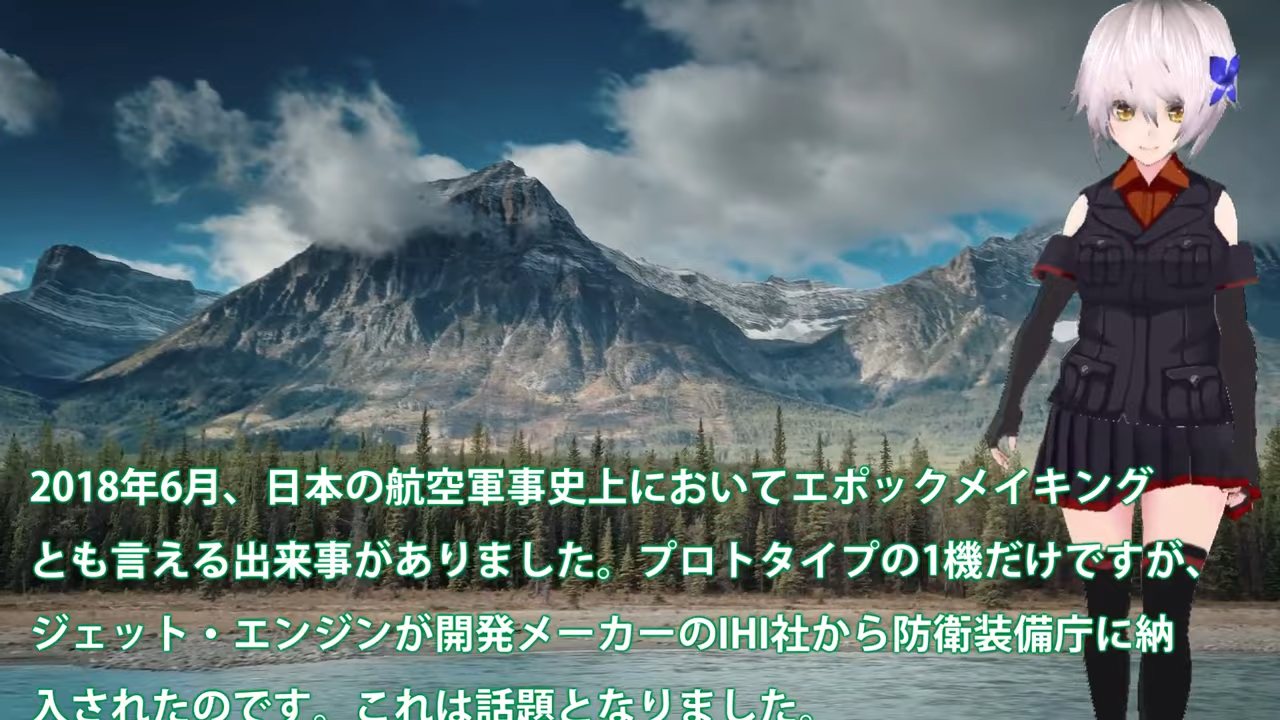 2018年6月、日本の航空軍事史上においてエポックメイキング
とも言える出来事がありました。プロトタイプの1機だけですが、
ジェット・エンジンが開発メーカーのIHI社から防衛装備庁に納
入されたのです。これは話題となりました。